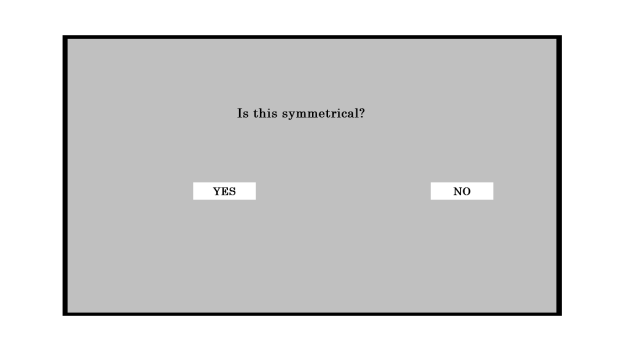 Is this symmetrical?
YES
NO